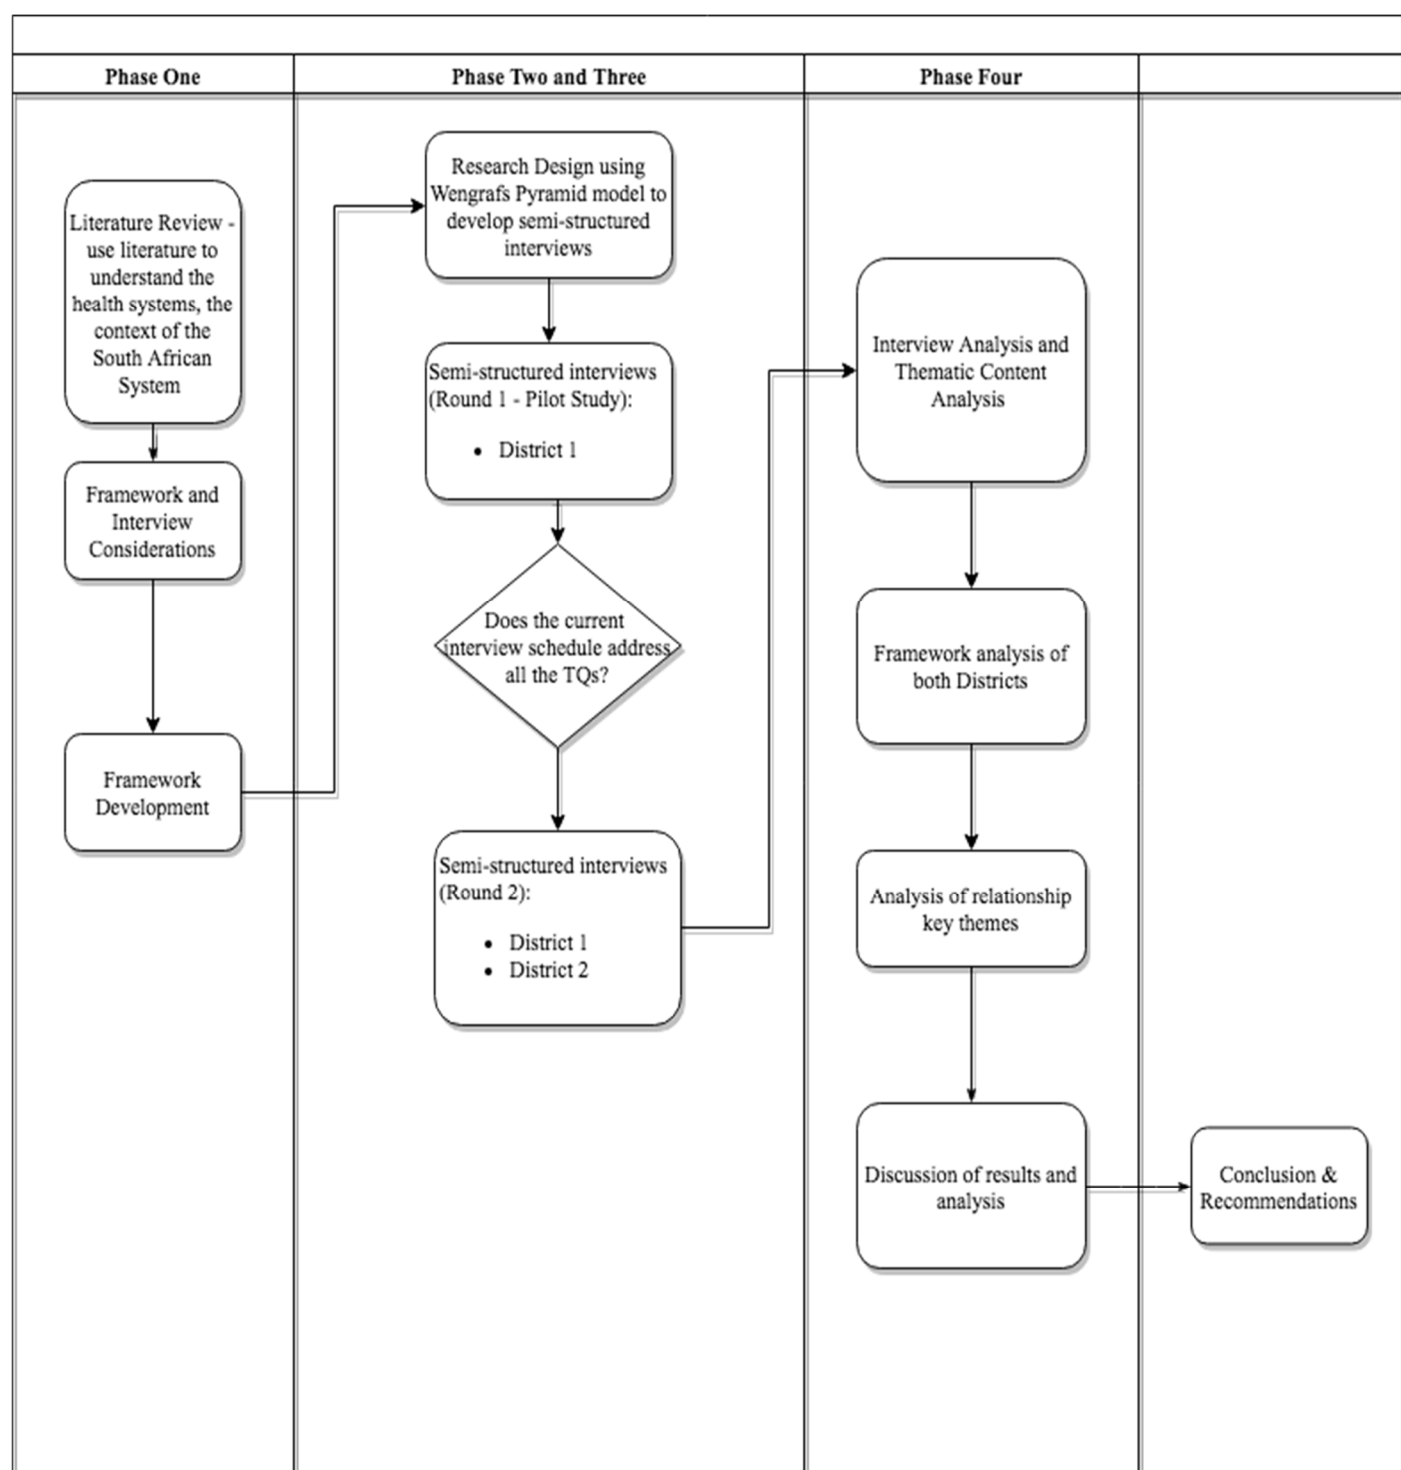 Phase One
Phase Two and Three
Phase Four
Literature Review -
use literature to
understand the
health systems, the
context of the
South African
System
Framework and
Interview
Considerations
Framework
Development
Research Design using
Wengrafs Pyramid model to
develop semi-structured
interviews
Semi-structured interviews
(Round 1 - Pilot Study):
• District 1
Does the current
interview schedule address
all the TQs?
Semi-structured interviews
(Round 2):
• District 1
• District 2
Interview Analysis and
Thematic Content
Analysis
Framework analysis of
both Districts
Analysis of relationship
key themes
Discussion of results and
analysis
Conclusion &
Recommendations